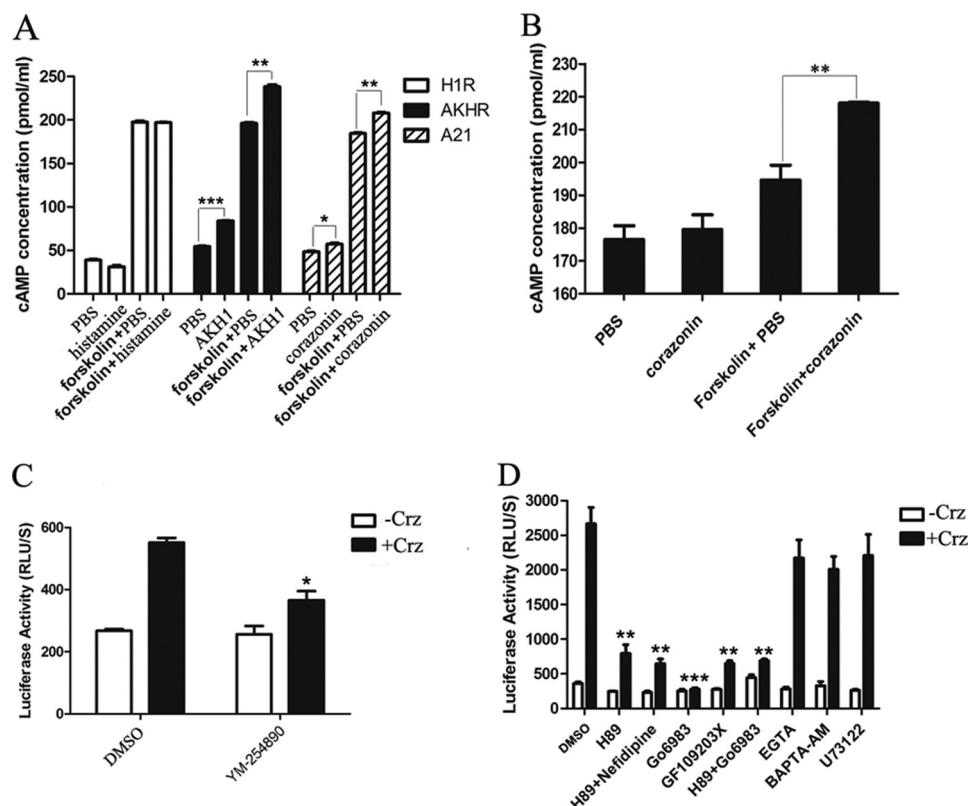 A
cAMP concentration (pmol/ml)
250
200
150
100
50
0
***
**
*
**
H1R
AKHR
A21
PBS
histamine
forskolin+PBS
forskolin+histamine
PBS
AKH1
forskolin+PBS
forskolin+AKH1
PBS
corazonin
forskolin+PBS
forskolin+corazonin
B
cAMP concentration (pmol/ml)
230
220
210
200
190
180
170
160
**
PBS
corazonin
Forskolin+ PBS
Forskolin+corazonin
C
Luciferase Activity (RLU/S)
600
400
200
0
*
-Crz
+Crz
DMSO
YM-254890
D
Luciferase Activity (RLU/S)
3000
2500
2000
1500
1000
500
0
**
**
***
**
**
-Crz
+Crz
DMSO
H89
H89+Nefidipine
Go6983
GF109203X
H89+Go6983
EGTA
BAPTA-AM
U73122